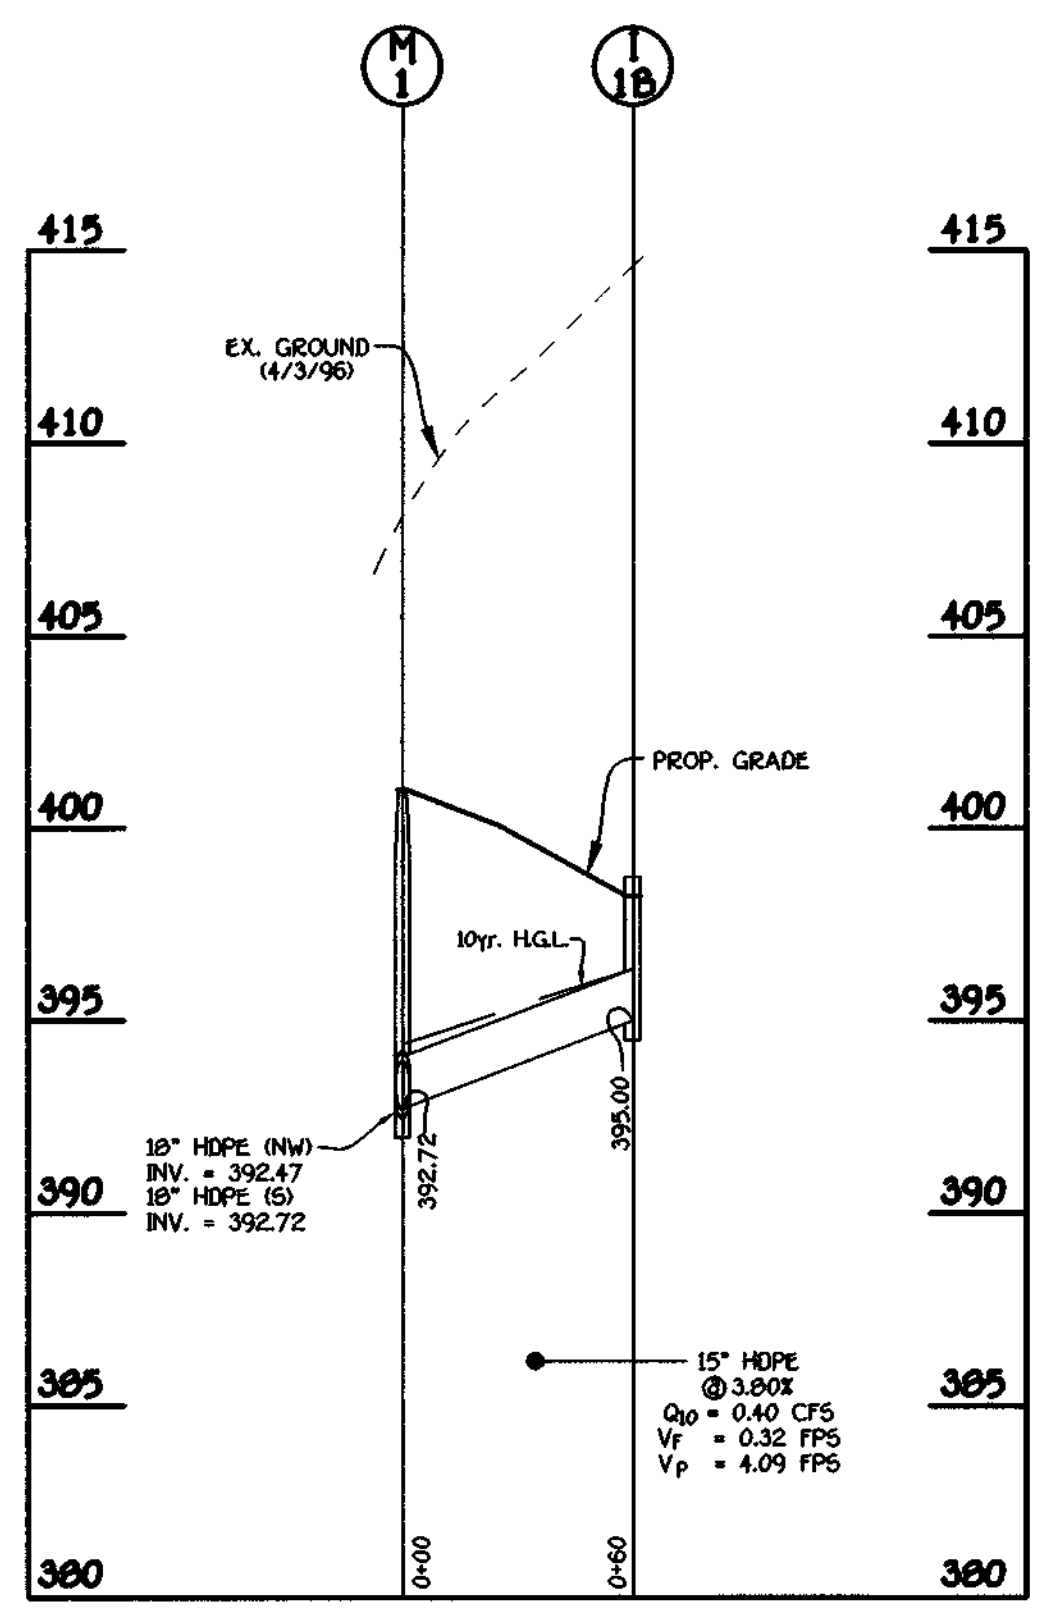 M
1
I
1B
415
415
EX. GROUND
(4/3/96)
410
410
405
405
PROP. GRADE
400
400
10yr. H.G.L.
395
395
395.00
392.72
18" HDPE (NW)
INV. = 392.47
18" HDPE (S)
INV. = 392.72
390
390
15" HDPE
@ 3.80%
Q10 = 0.40 CFS
VF = 0.32 FPS
VP = 4.09 FPS
385
385
0+00
0+60
380
380